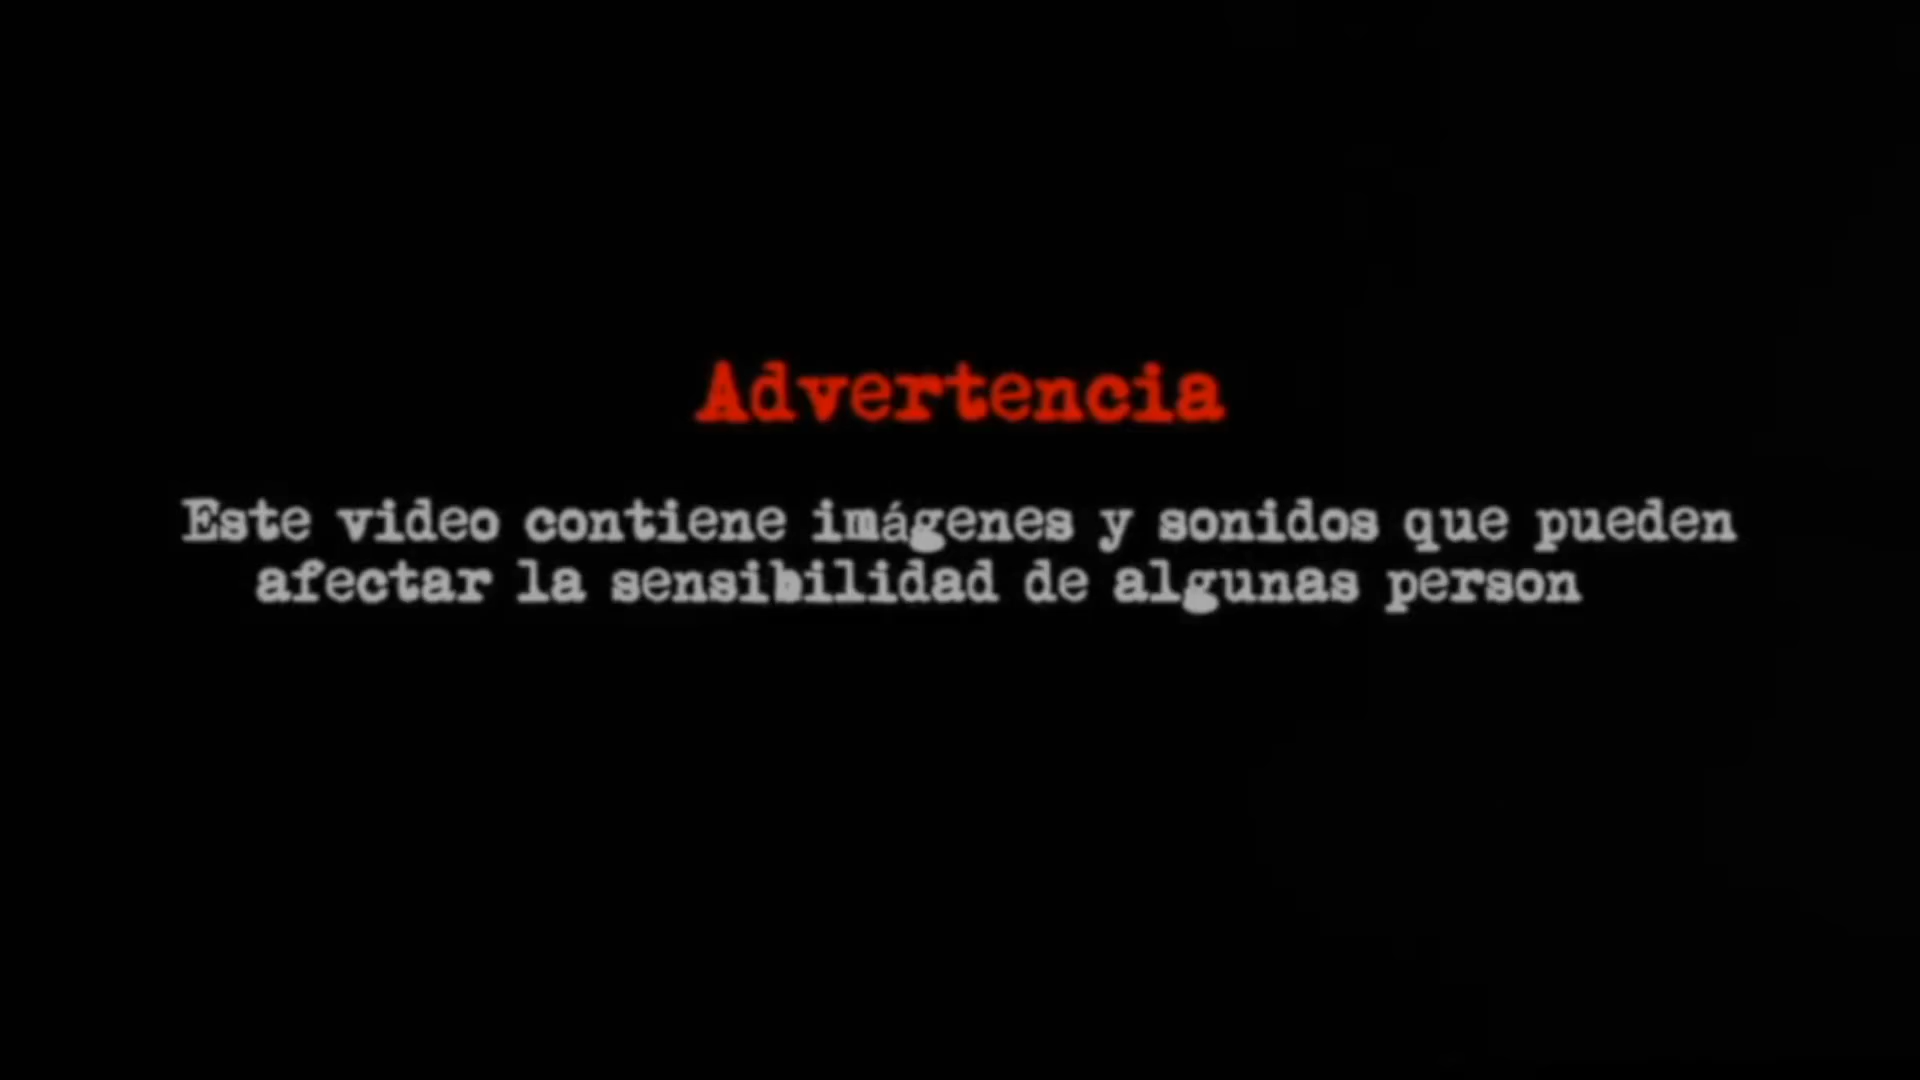 Advertencia
Este video contiene imágenes y sonidos que pueden
afectar la sensibilidad de algunas person